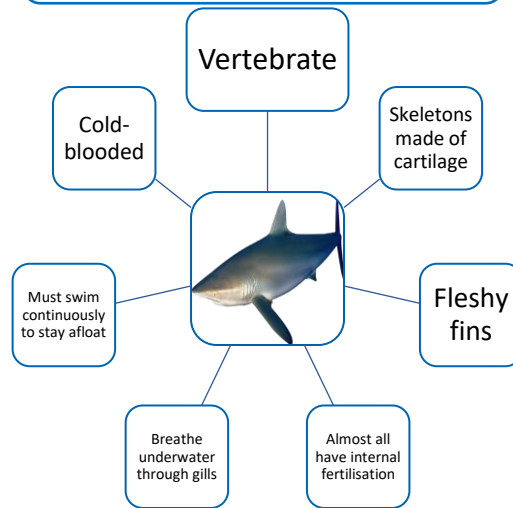 Vertebrate
Cold-
blooded
Skeletons
made of
cartilage
Must swim
continuously
to stay afloat
Fleshy
fins
Breathe
underwater
through gills
Almost all
have internal
fertilisation